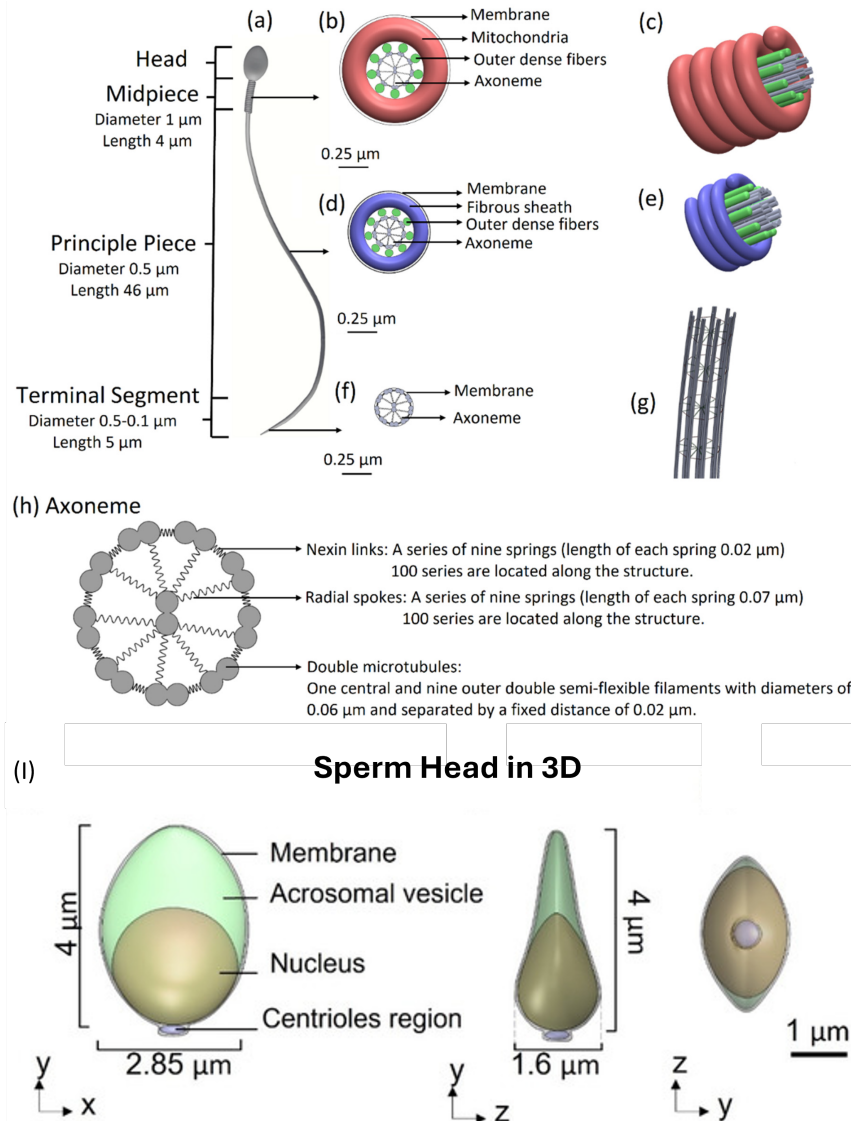 (a)
Head
Midpiece
Diameter 1 µm
Length 4 µm
Principle Piece
Diameter 0.5 µm
Length 46 µm
Terminal Segment
Diameter 0.5-0.1 µm
Length 5 µm
(b)
Membrane
Mitochondria
Outer dense fibers
Axoneme
0.25 µm
(c)
(d)
Membrane
Fibrous sheath
Outer dense fibers
Axoneme
0.25 µm
(e)
(f)
Membrane
Axoneme
0.25 µm
(g)
(h) Axoneme
Nexin links: A series of nine springs (length of each spring 0.02 µm)
100 series are located along the structure.
Radial spokes: A series of nine springs (length of each spring 0.07 µm)
100 series are located along the structure.
Double microtubules:
One central and nine outer double semi-flexible filaments with diameters of
0.06 µm and separated by a fixed distance of 0.02 µm.
(I)
Sperm Head in 3D
4 µm
Membrane
Acrosomal vesicle
Nucleus
Centrioles region
2.85 µm
y
x
4 µm
1.6 µm
y
z
1 µm
z
y